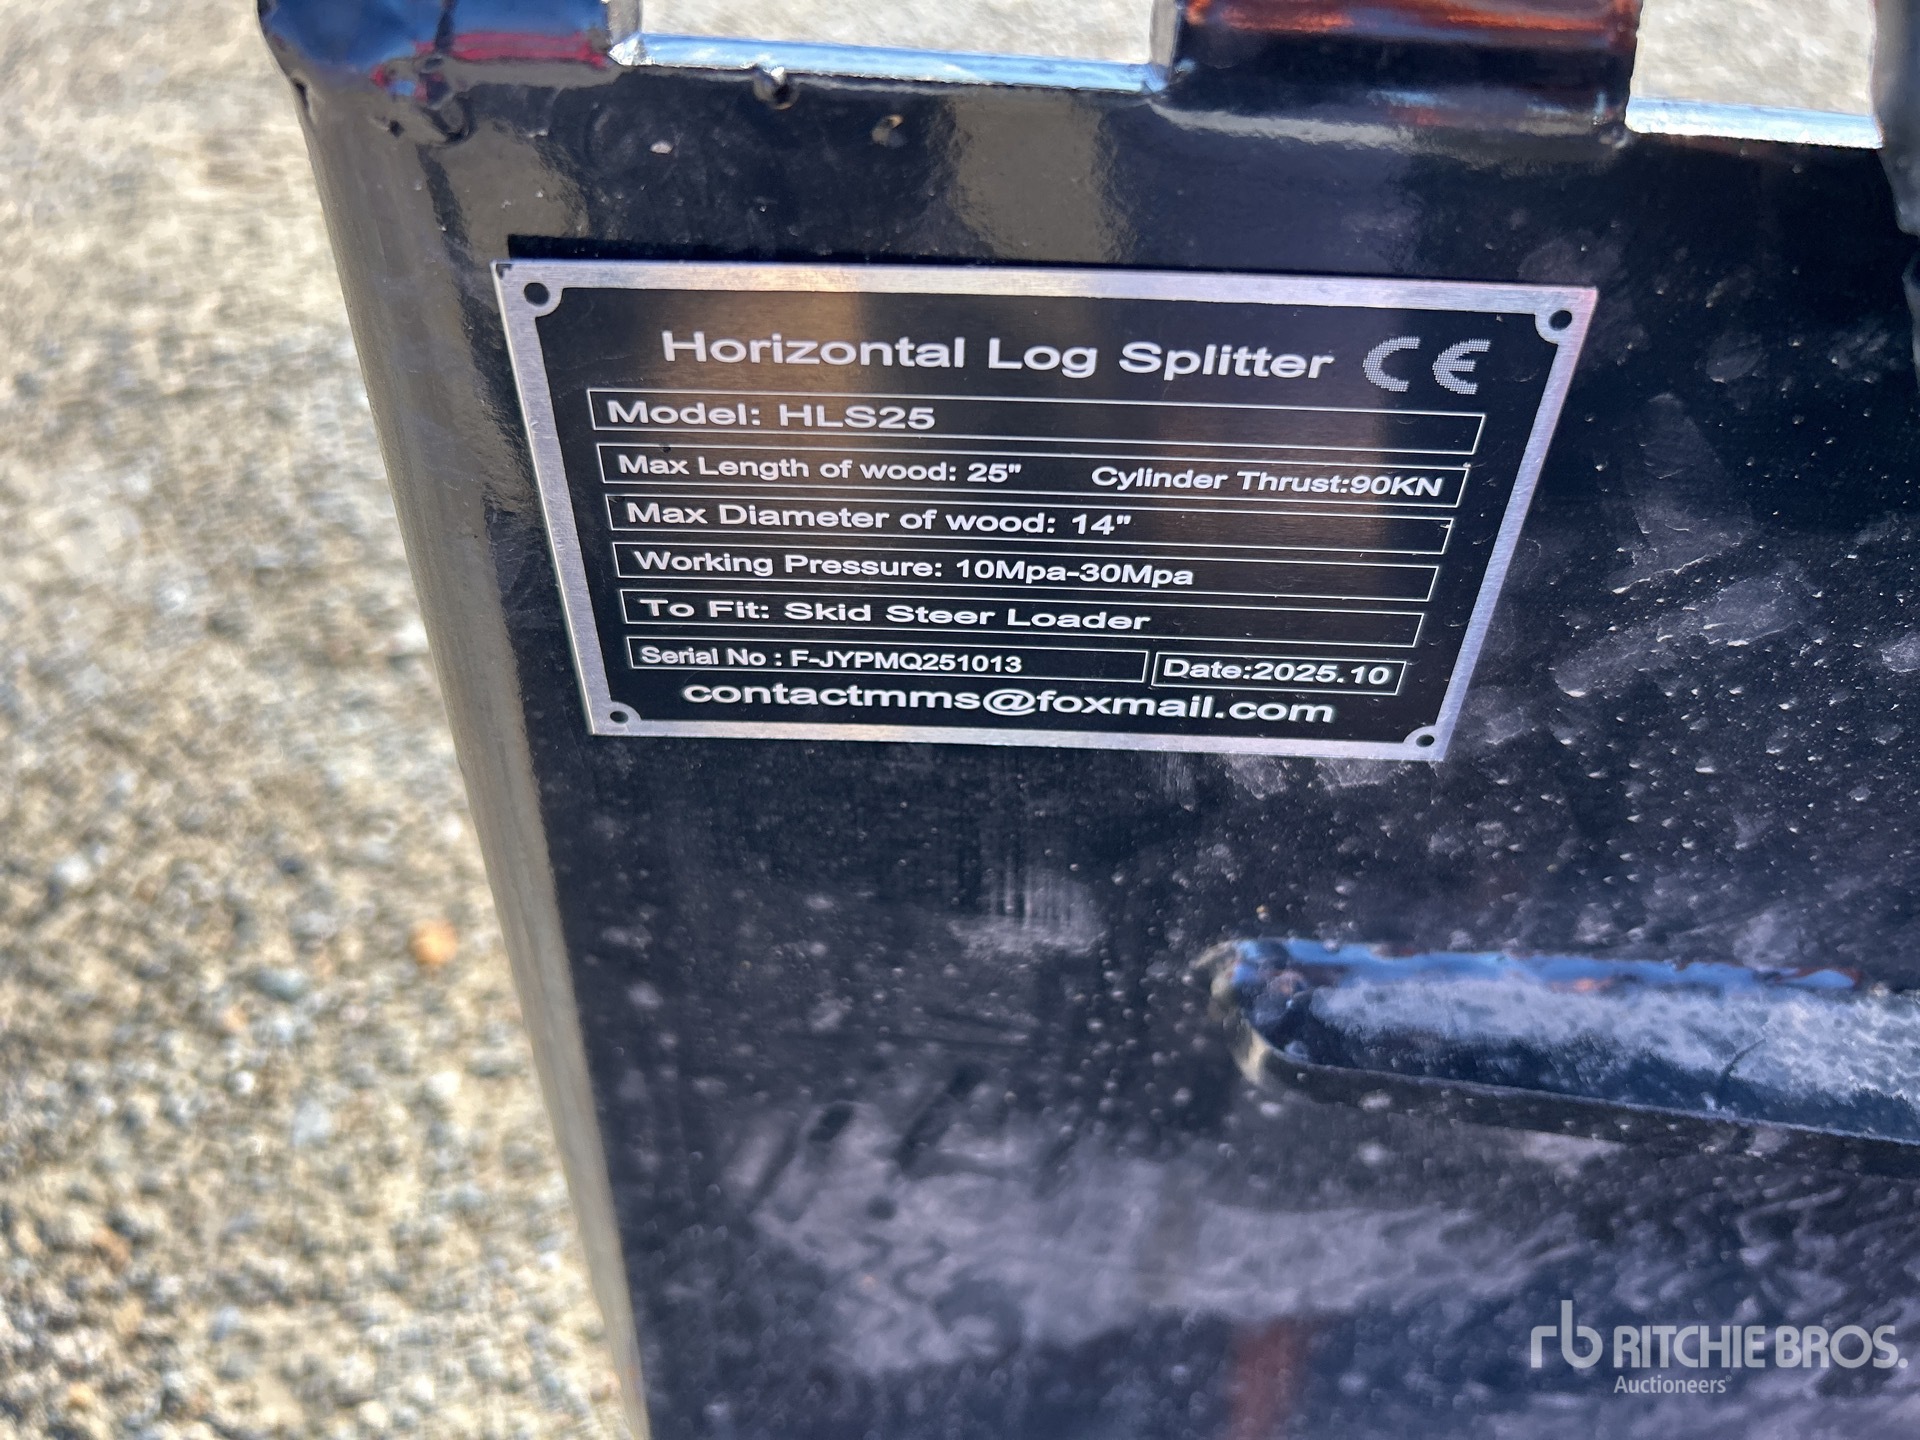 Horizontal Log Splitter CE
Model: HLS25
Max Length of wood: 25" Cylinder Thrust:90KN
Max Diameter of wood: 14"
Working Pressure: 10Mpa-30Mpa
To Fit: Skid Steer Loader
Serial No : F-JYPMQ251013 Date:2025.10
contactmms@foxmail.com
rb RITCHIE BROS.
Auctioneers